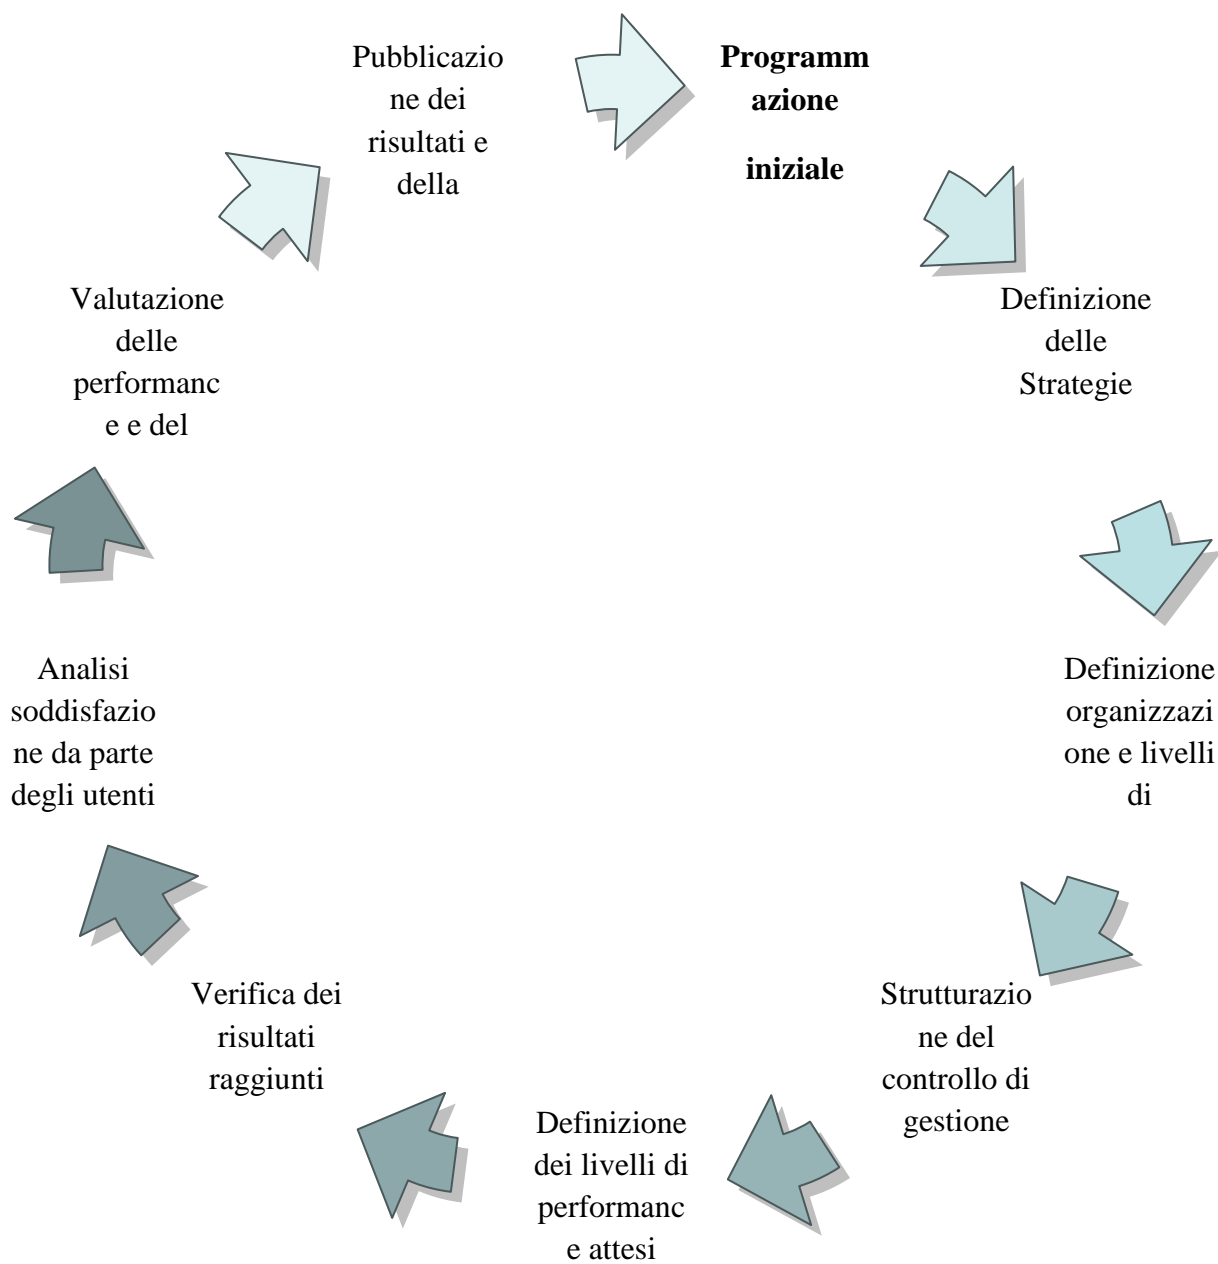 Pubblicazio
ne dei
risultati e
della
Programm
azione
iniziale
Definizione
delle
Strategie
Definizione
organizzazi
one e livelli
di
Strutturazio
ne del
controllo di
gestione
Definizione
dei livelli di
performanc
e attesi
Verifica dei
risultati
raggiunti
Analisi
soddisfazio
ne da parte
degli utenti
Valutazione
delle
performanc
e e del